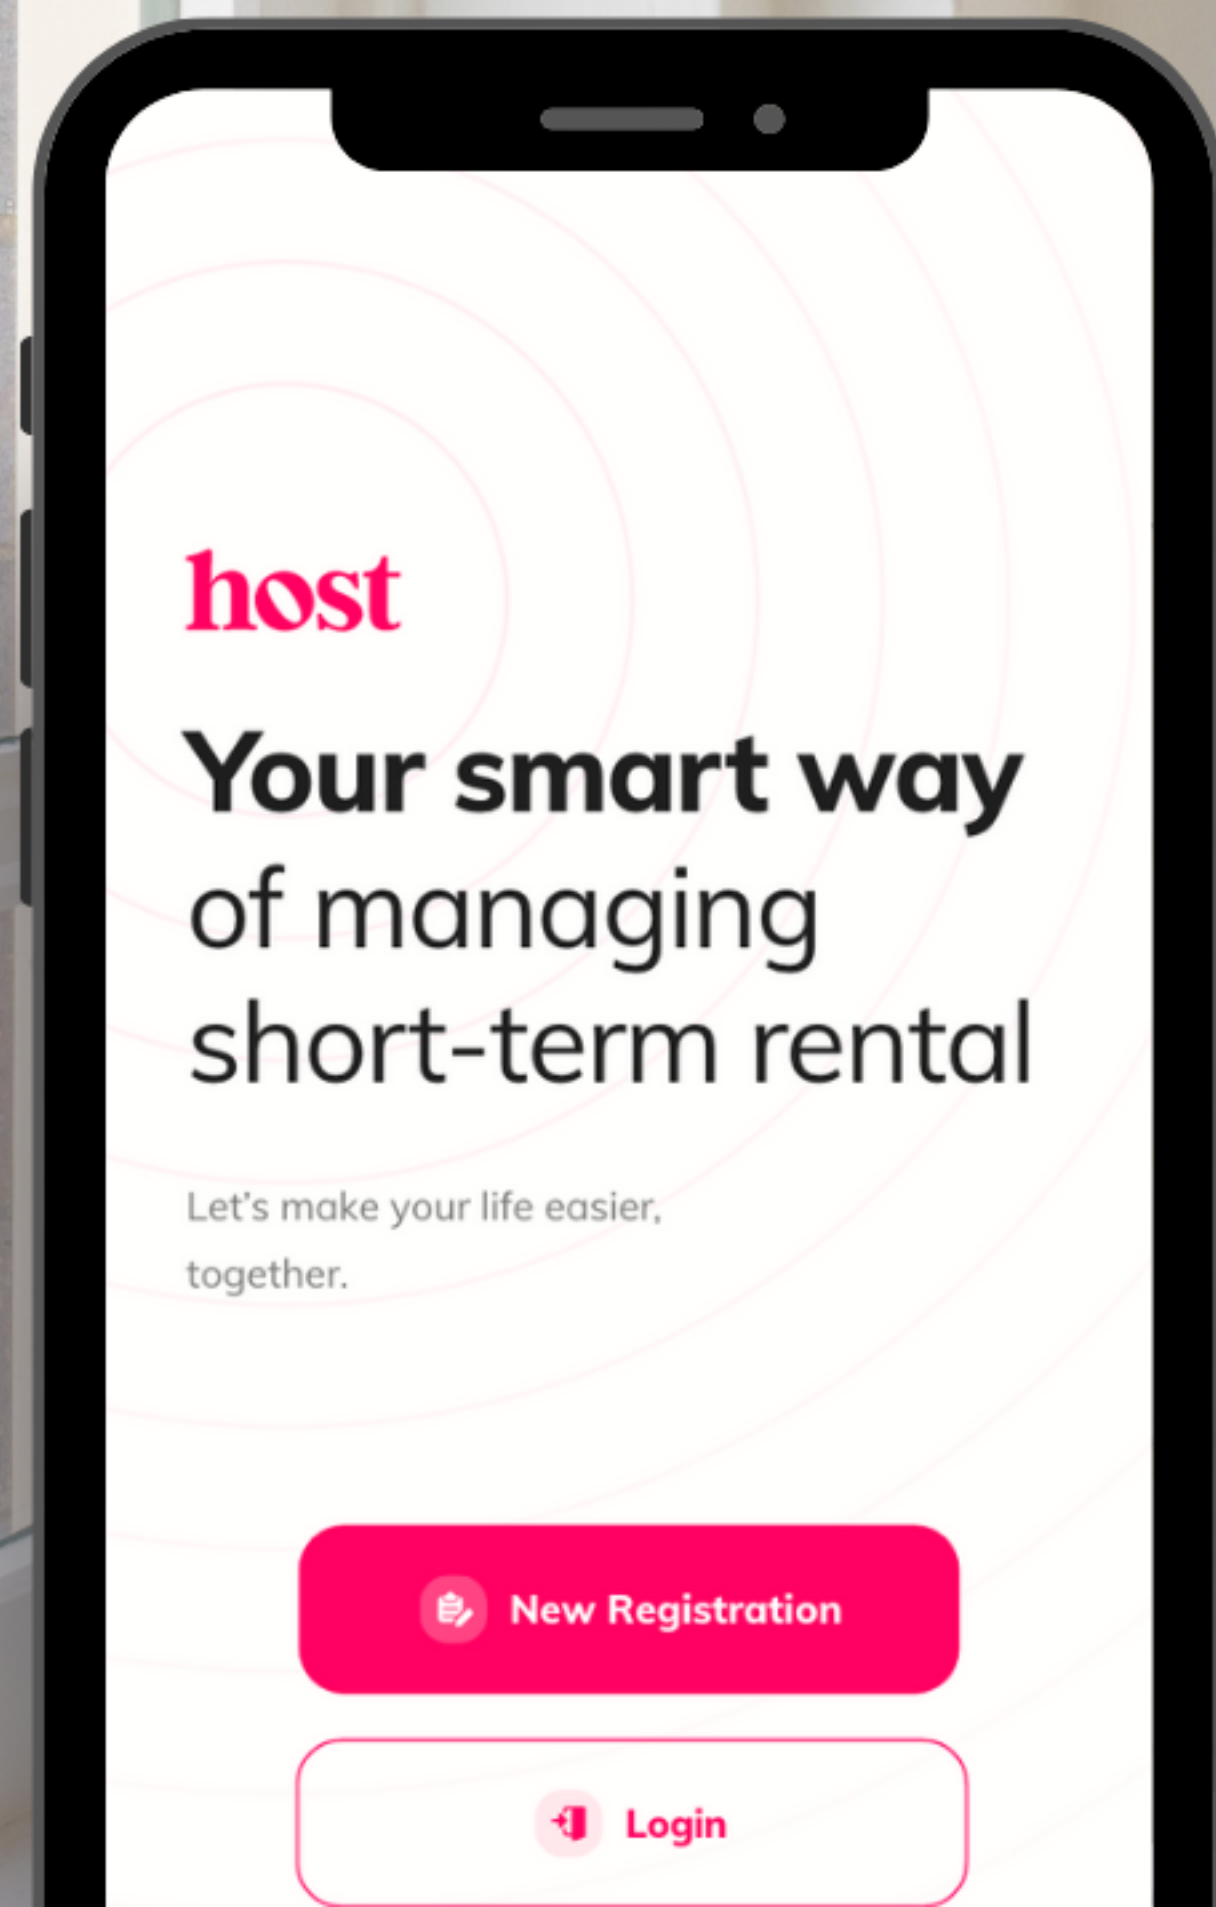 host
Your smart way
of managing
short-term rental
Let's make your life easier,
together.
New Registration
Login